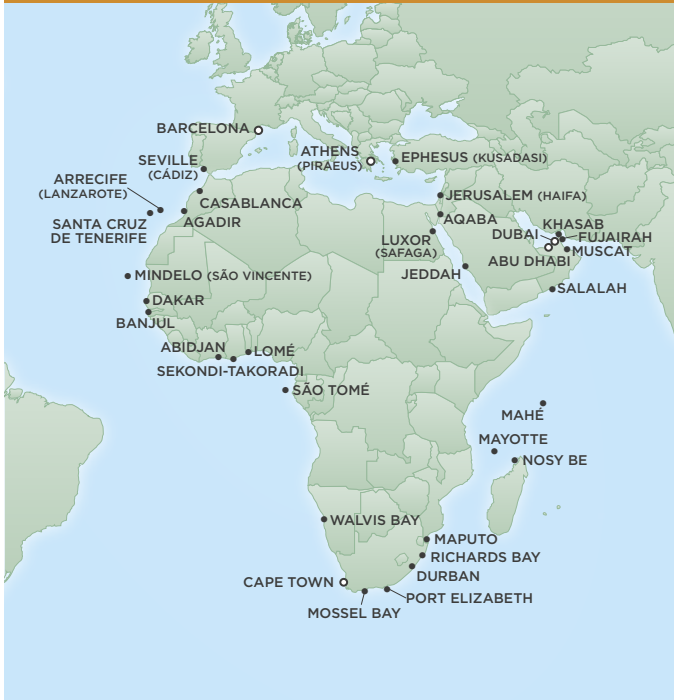 BARCELONA
ATHENS
(PIRAEUS)
EPHESUS (KUSADASI)
SEVILLE
(CÁDIZ)
ARRECIFE
(LANZAROTE)
CASABLANCA
SANTA CRUZ
DE TENERIFE
AGADIR
JERUSALEM (HAIFA)
AQABA
LUXOR
(SAFAGA)
JEDDAH
KHASAB
DUBAI
FUJAIRAH
ABU DHABI
MUSCAT
SALALAH
MINDELO (SÃO VINCENTE)
DAKAR
BANJUL
ABIDJAN
LOMÉ
SEKONDI-TAKORADI
SÃO TOMÉ
MAHÉ
MAYOTTE
NOSY BE
WALVIS BAY
MAPUTO
RICHARDS BAY
DURBAN
CAPE TOWN
PORT ELIZABETH
MOSSEL BAY